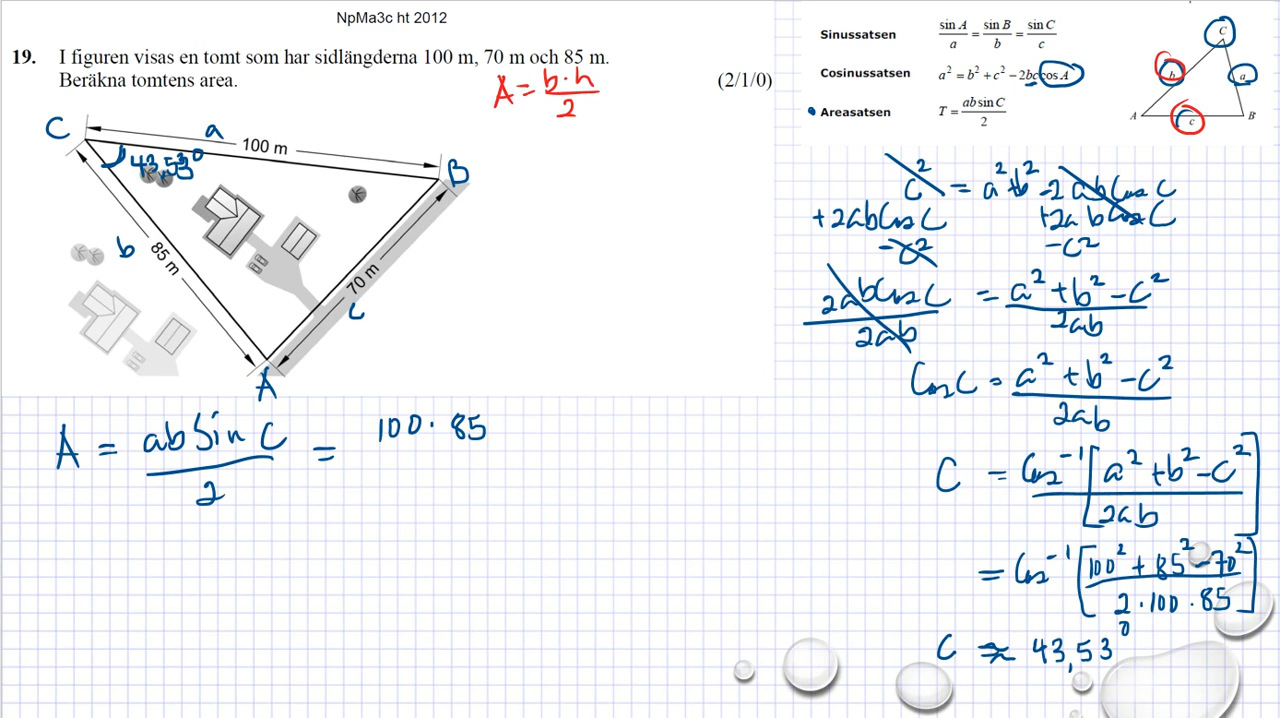 NpMa3c ht 2012
19. I figuren visas en tomt som har sidlängderna 100 m, 70 m och 85 m.
Beräkna tomtens area. (2/1/0)
A = b·h / 2
C
a
100 m
B
43,53°
b
85 m
70 m
c
A
A = ab Sin C / 2 = 100·85
Sinussatsen sin A / a = sin B / b = sin C / c
Cosinussatsen a² = b² + c² − 2bc cos A
Areasatsen T = ab sin C / 2
C
b
a
A
c
B
c² = a² + b² − 2ab Cos C
+2ab Cos C +2ab Cos C
− c² − c²
2ab Cos C / 2ab = a² + b² − c² / 2ab
Cos C = a² + b² − c² / 2ab
C = Cos⁻¹ [a² + b² − c² / 2ab]
= Cos⁻¹ [100² + 85² − 70² / 2·100·85]
C ≈ 43,53°